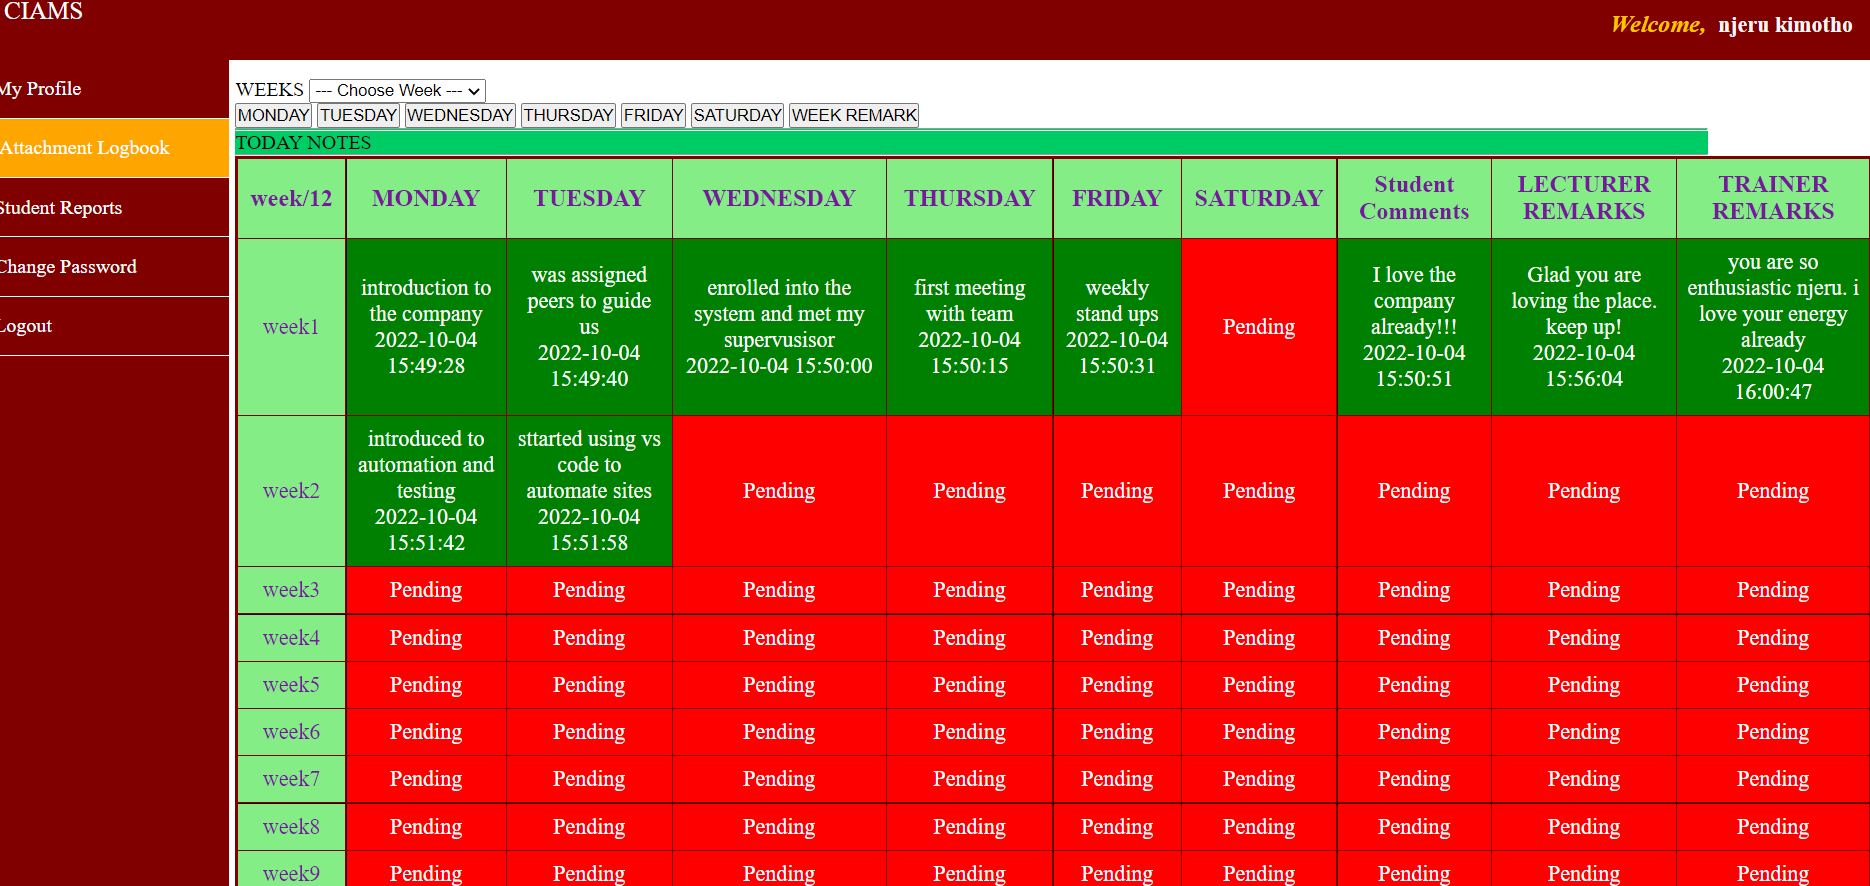 CIAMS
Welcome, njeru kimotho
My Profile
Attachment Logbook
Student Reports
Change Password
Logout
WEEKS --- Choose Week ---
MONDAY TUESDAY WEDNESDAY THURSDAY FRIDAY SATURDAY WEEK REMARK
TODAY NOTES
week/12
MONDAY
TUESDAY
WEDNESDAY
THURSDAY
FRIDAY
SATURDAY
Student
Comments
LECTURER
REMARKS
TRAINER
REMARKS
week1
introduction to
the company
2022-10-04
15:49:28
was assigned
peers to guide
us
2022-10-04
15:49:40
enrolled into the
system and met my
supervusisor
2022-10-04 15:50:00
first meeting
with team
2022-10-04
15:50:15
weekly
stand ups
2022-10-04
15:50:31
Pending
I love the
company
already!!!
2022-10-04
15:50:51
Glad you are
loving the place.
keep up!
2022-10-04
15:56:04
you are so
enthusiastic njeru. i
love your energy
already
2022-10-04
16:00:47
week2
introduced to
automation and
testing
2022-10-04
15:51:42
sttarted using vs
code to
automate sites
2022-10-04
15:51:58
Pending
Pending
Pending
Pending
Pending
Pending
Pending
week3 Pending Pending Pending Pending Pending Pending Pending Pending Pending
week4 Pending Pending Pending Pending Pending Pending Pending Pending Pending
week5 Pending Pending Pending Pending Pending Pending Pending Pending Pending
week6 Pending Pending Pending Pending Pending Pending Pending Pending Pending
week7 Pending Pending Pending Pending Pending Pending Pending Pending Pending
week8 Pending Pending Pending Pending Pending Pending Pending Pending Pending
week9 Pending Pending Pending Pending Pending Pending Pending Pending Pending